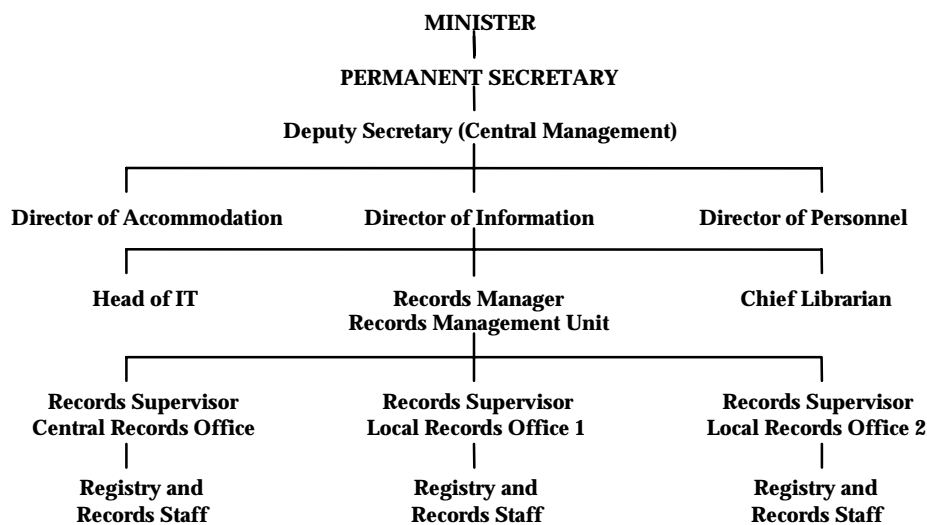 MINISTER
PERMANENT SECRETARY
Deputy Secretary (Central Management)
Director of Accommodation
Director of Information
Director of Personnel
Head of IT
Records Manager
Records Management Unit
Chief Librarian
Records Supervisor
Central Records Office
Records Supervisor
Local Records Office 1
Records Supervisor
Local Records Office 2
Registry and
Records Staff
Registry and
Records Staff
Registry and
Records Staff